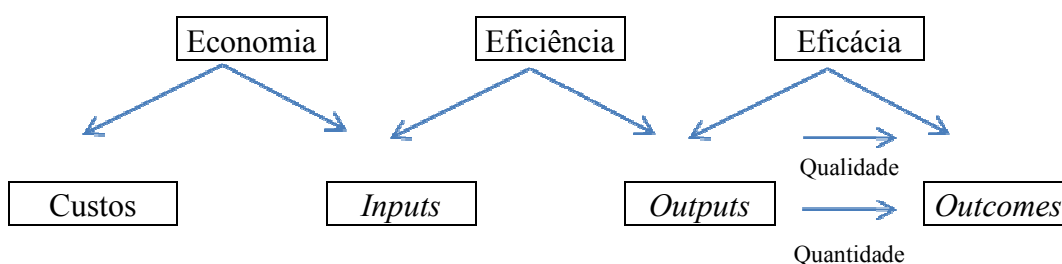 Economia
Eficiência
Eficácia
Qualidade
Custos
Inputs
Outputs
Outcomes
Quantidade